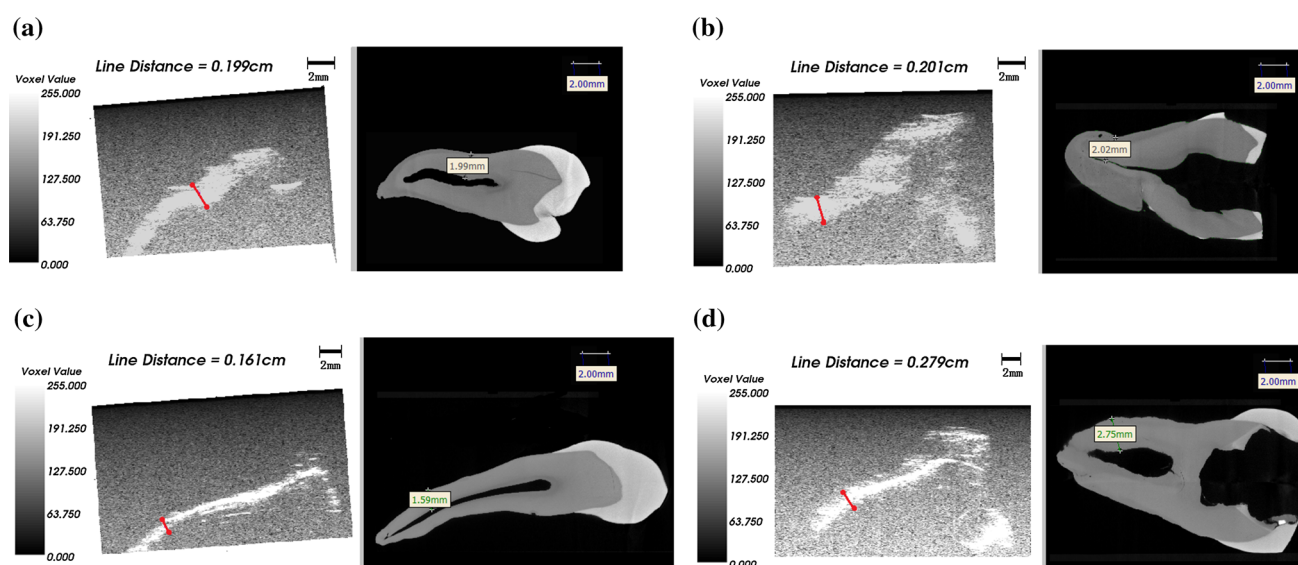 (a)
Line Distance = 0.199cm
2mm
Voxel Value
255.000
191.250
127.500
63.750
0.000
2.00mm
1.99mm
(b)
Line Distance = 0.201cm
2mm
Voxel Value
255.000
191.250
127.500
63.750
0.000
2.00mm
2.02mm
(c)
Line Distance = 0.161cm
2mm
Voxel Value
255.000
191.250
127.500
63.750
0.000
2.00mm
1.59mm
(d)
Line Distance = 0.279cm
2mm
Voxel Value
255.000
191.250
127.500
63.750
0.000
2.00mm
2.75mm